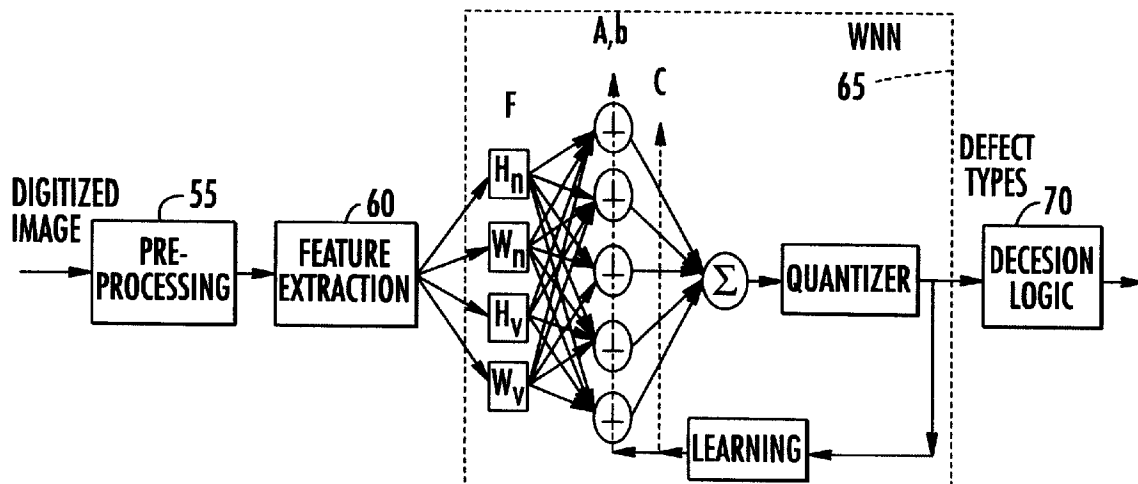 A,b
WNN
65
C
F
DIGITIZED
IMAGE
55
PRE-
PROCESSING
60
FEATURE
EXTRACTION
Hn
Wn
Hv
Wv
+
+
+
+
+
Σ
QUANTIZER
LEARNING
DEFECT
TYPES
70
DECESION
LOGIC